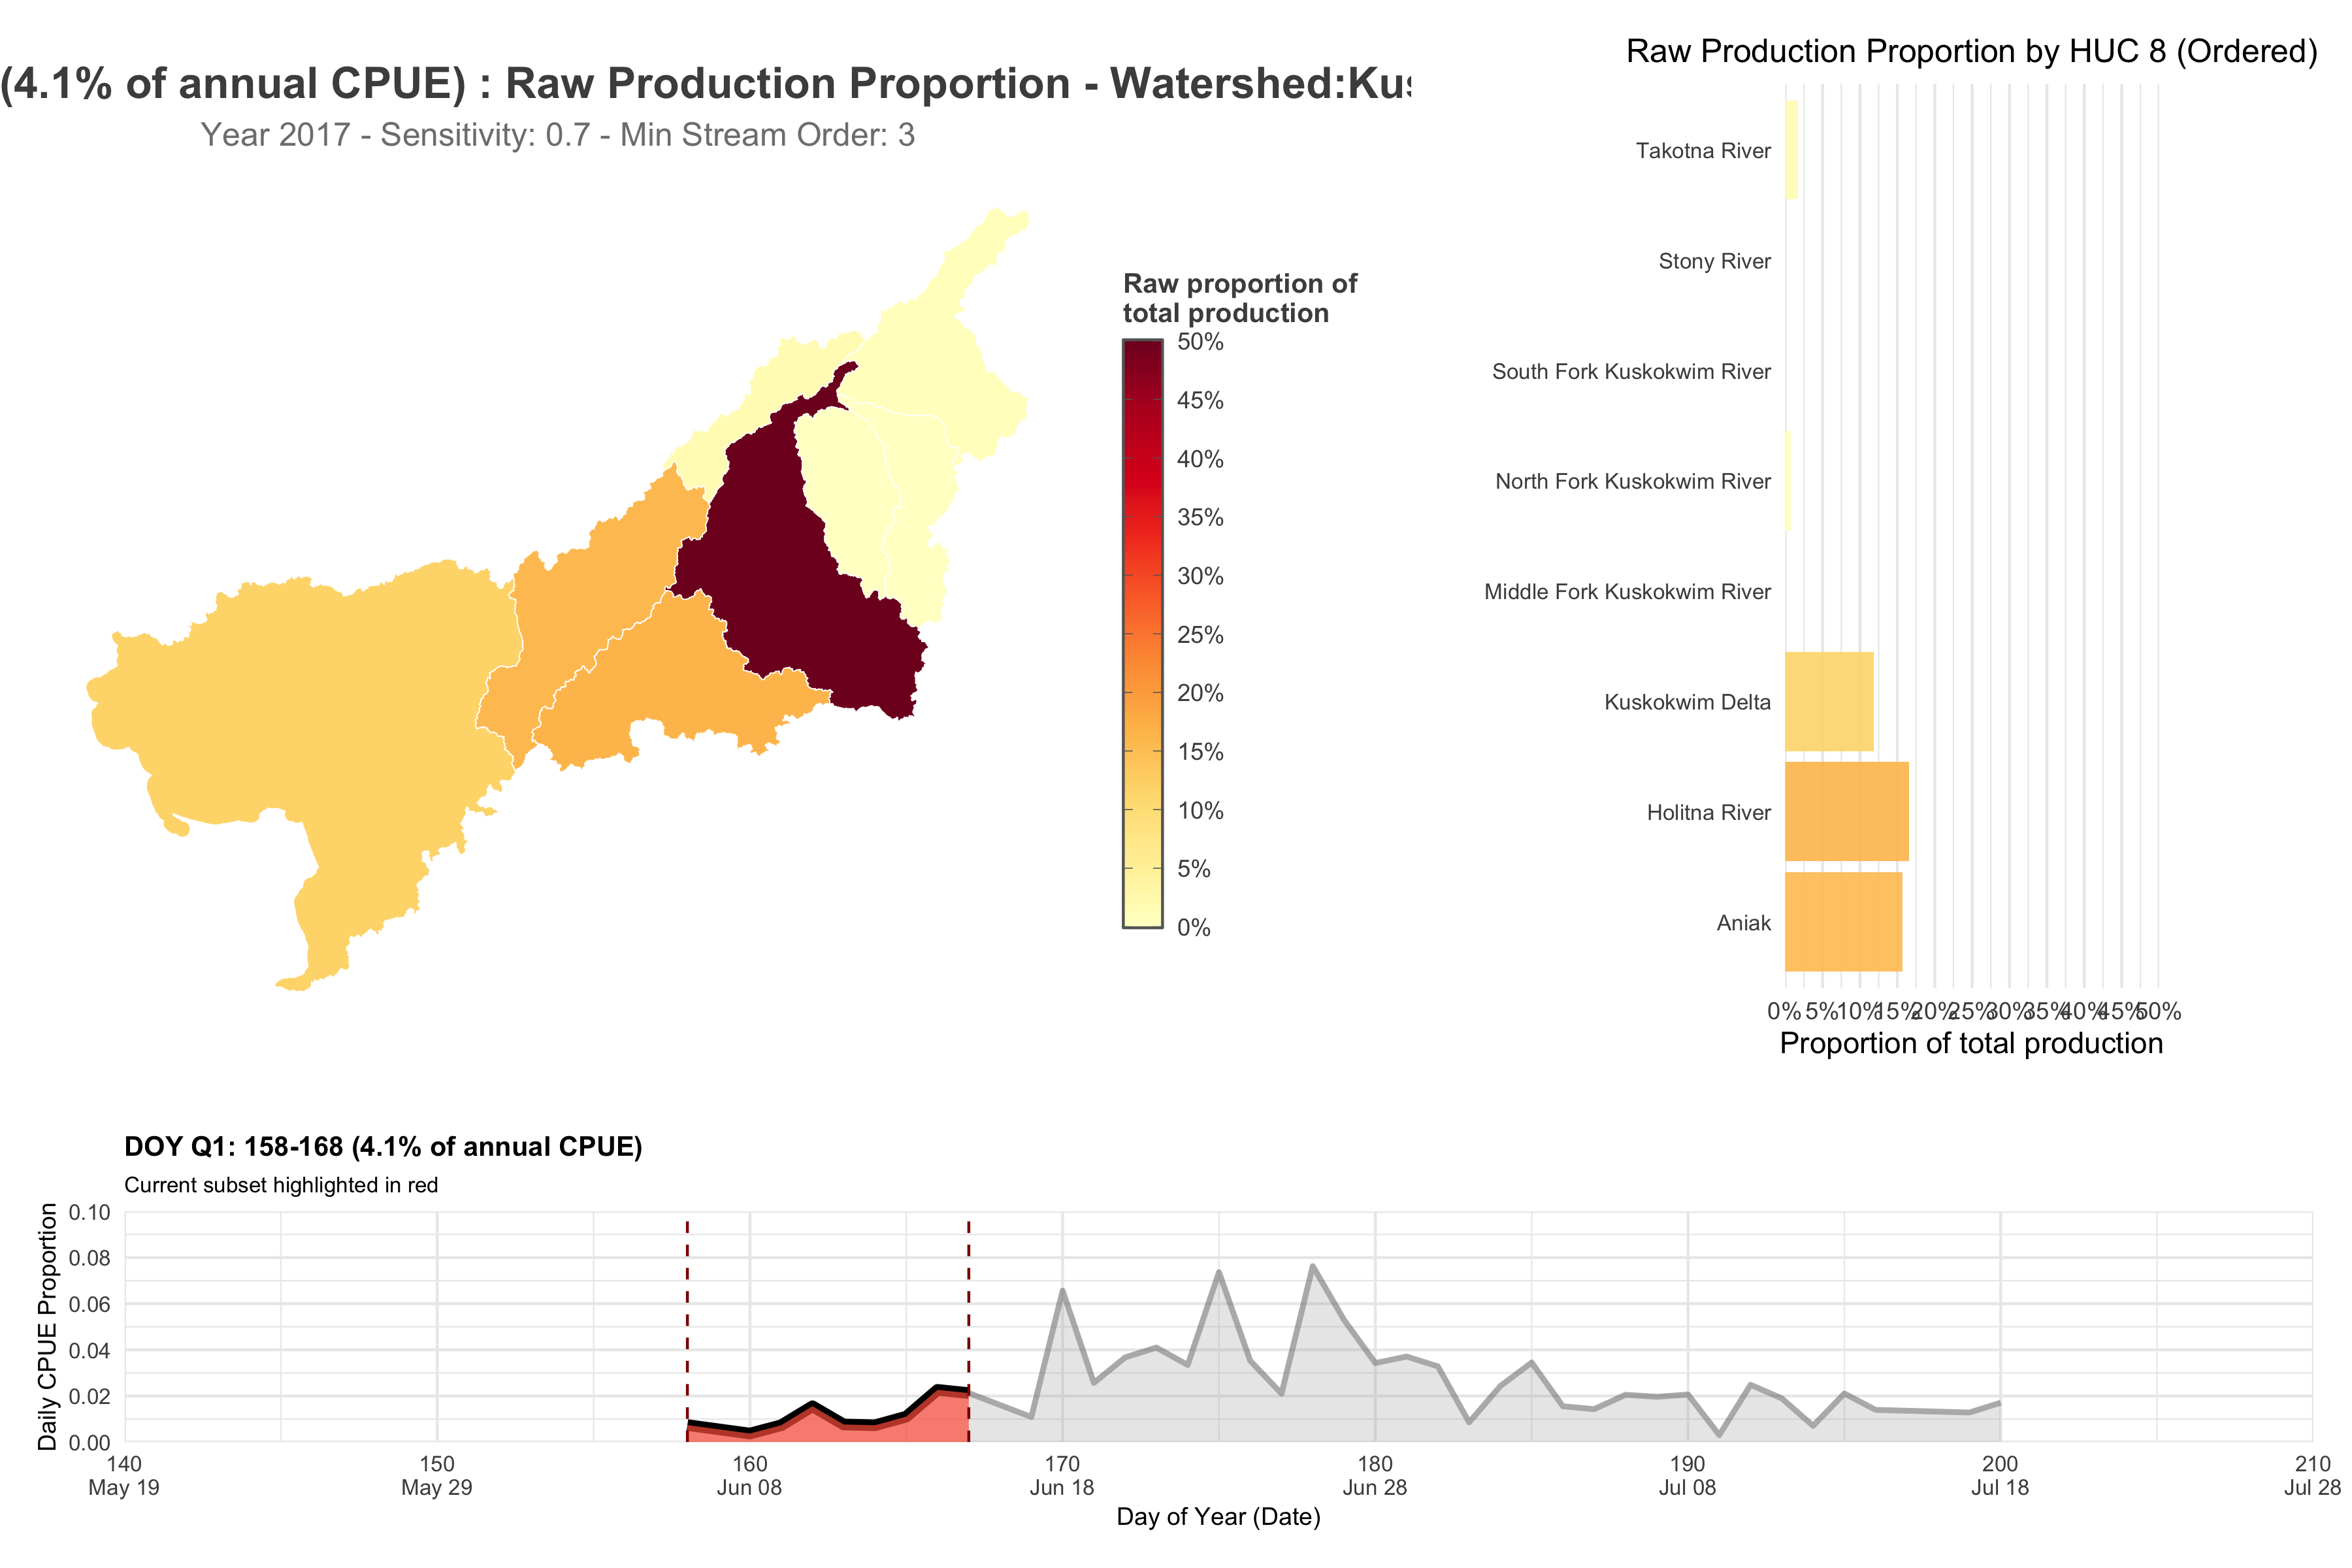 (4.1% of annual CPUE) : Raw Production Proportion - Watershed:Kus
Year 2017 - Sensitivity: 0.7 - Min Stream Order: 3
Raw proportion of
total production
50%
45%
40%
35%
30%
25%
20%
15%
10%
5%
0%
Raw Production Proportion by HUC 8 (Ordered)
Takotna River
Stony River
South Fork Kuskokwim River
North Fork Kuskokwim River
Middle Fork Kuskokwim River
Kuskokwim Delta
Holitna River
Aniak
0% 5% 10% 15% 20% 25% 30% 35% 40% 45% 50%
Proportion of total production
DOY Q1: 158-168 (4.1% of annual CPUE)
Current subset highlighted in red
Daily CPUE Proportion
0.10
0.08
0.06
0.04
0.02
0.00
140 150 160 170 180 190 200 210
May 19 May 29 Jun 08 Jun 18 Jun 28 Jul 08 Jul 18 Jul 28
Day of Year (Date)